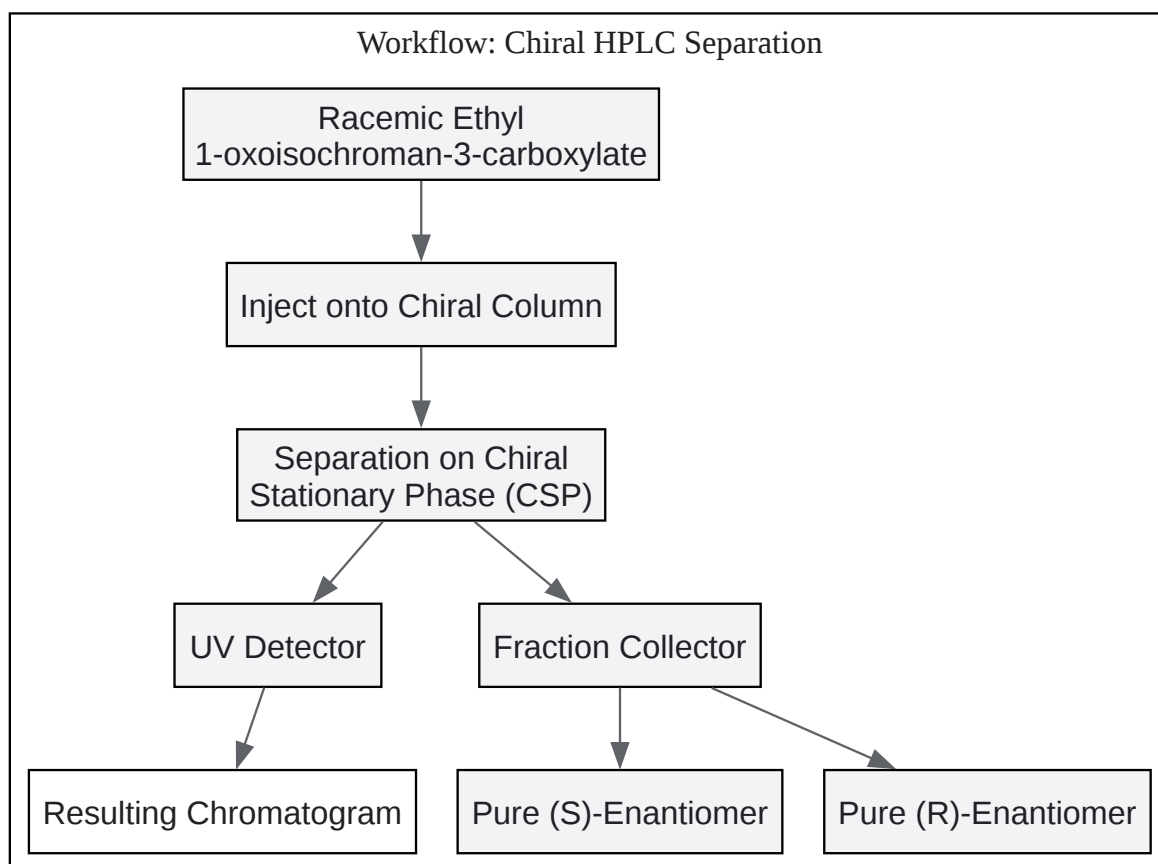 Workflow: Chiral HPLC Separation
Racemic Ethyl
1-oxoisochroman-3-carboxylate
Inject onto Chiral Column
Separation on Chiral
Stationary Phase (CSP)
UV Detector
Fraction Collector
Resulting Chromatogram
Pure (S)-Enantiomer
Pure (R)-Enantiomer